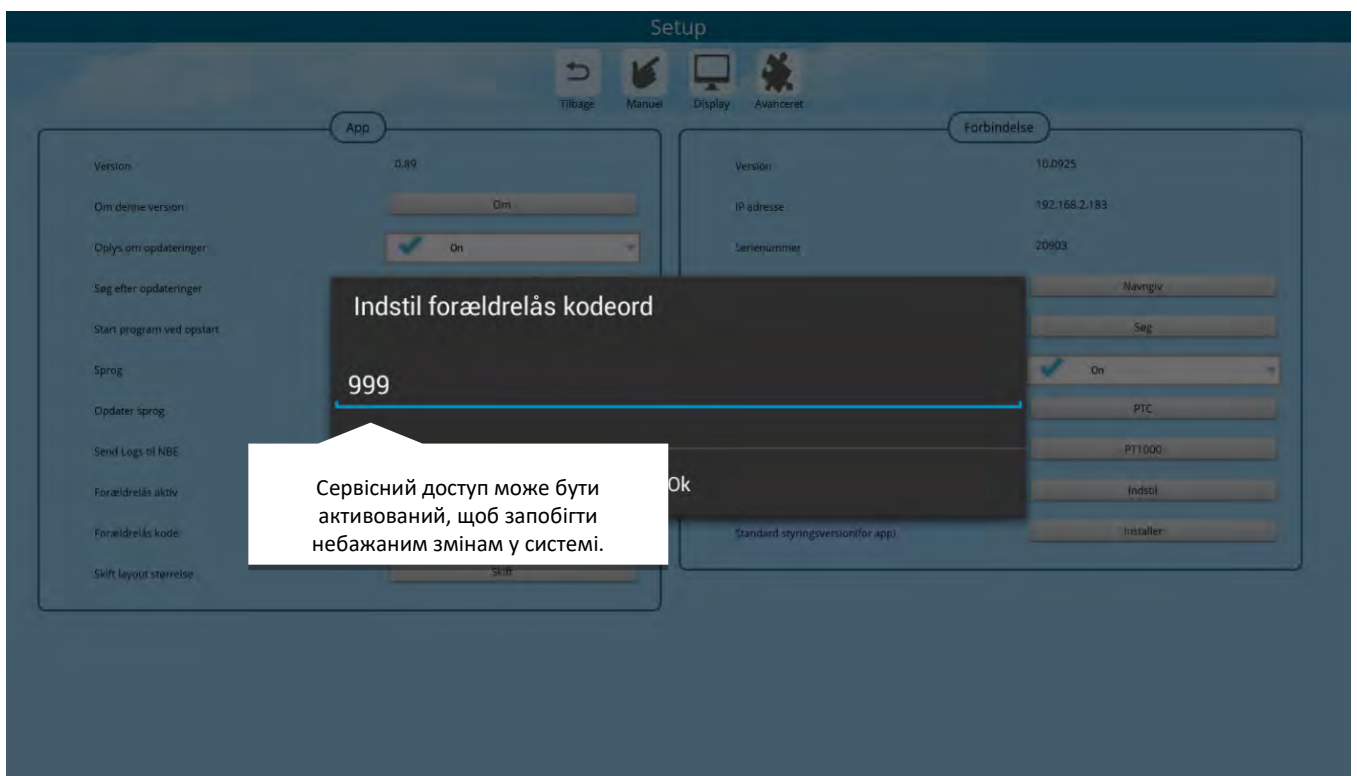 Setup
Tilbage Manuel Display Avanceret
App
Version 0.89
Om denne version Om
Oplys om opdateringer On
Søg efter opdateringer
Start program ved opstart
Sprog
Opdater sprog
Send Logs til NBE
Forældrelås aktiv
Forældrelås kode
Skift layout størrelse Skift
Forbindelse
Version 10.0925
IP adresse 192.168.2.183
Serienummer 20903
Navngiv
Søg
On
PTC
PT1000
Indstil
Standard styringsversion(for app) Installer
Indstil forældrelås kodeord
999
Ok
Сервісний доступ може бути
активований, щоб запобігти
небажаним змінам у системі.